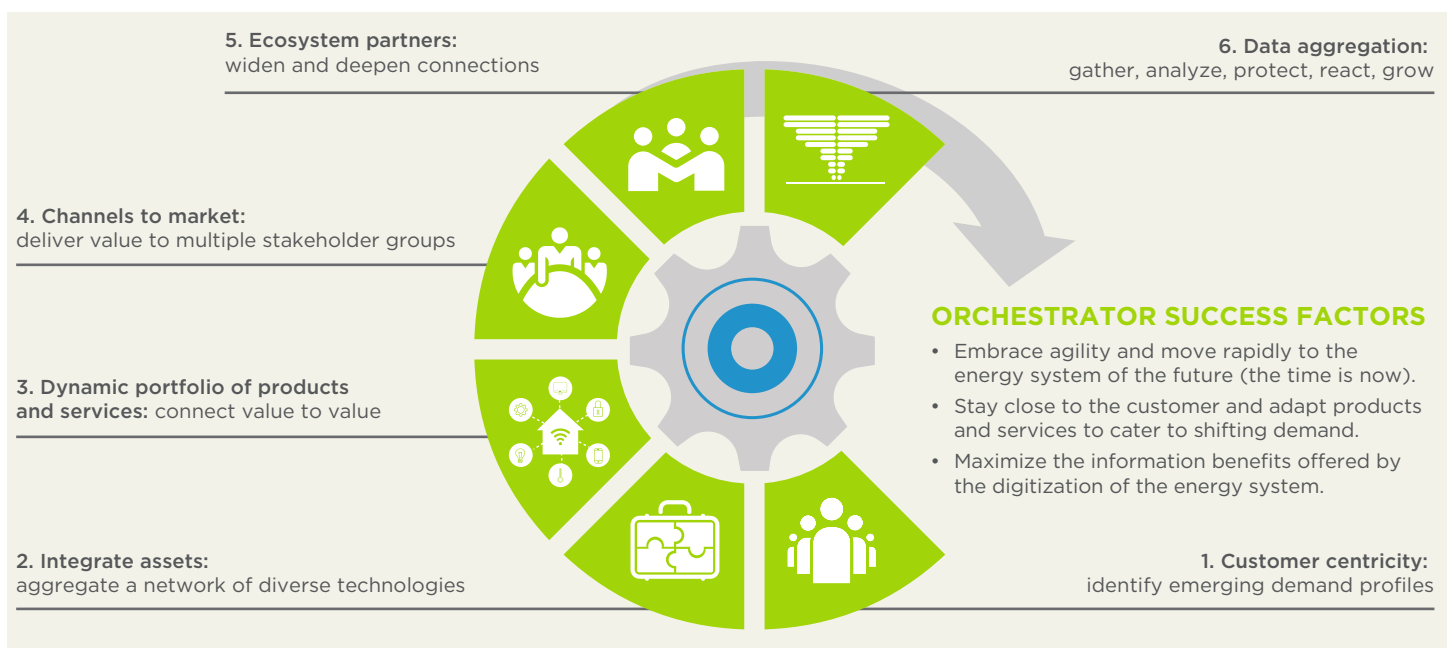 5. Ecosystem partners:
widen and deepen connections
6. Data aggregation:
gather, analyze, protect, react, grow
4. Channels to market:
deliver value to multiple stakeholder groups
3. Dynamic portfolio of products
and services: connect value to value
2. Integrate assets:
aggregate a network of diverse technologies
ORCHESTRATOR SUCCESS FACTORS
• Embrace agility and move rapidly to the
energy system of the future (the time is now).
• Stay close to the customer and adapt products
and services to cater to shifting demand.
• Maximize the information benefits offered by
the digitization of the energy system.
1. Customer centricity:
identify emerging demand profiles